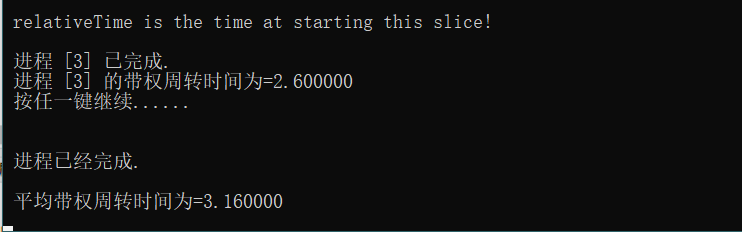 relativeTime is the time at starting this slice!
进程 [3] 已完成.
进程 [3] 的带权周转时间为=2.600000
按任一键继续......
进程已经完成.
平均带权周转时间为=3.160000